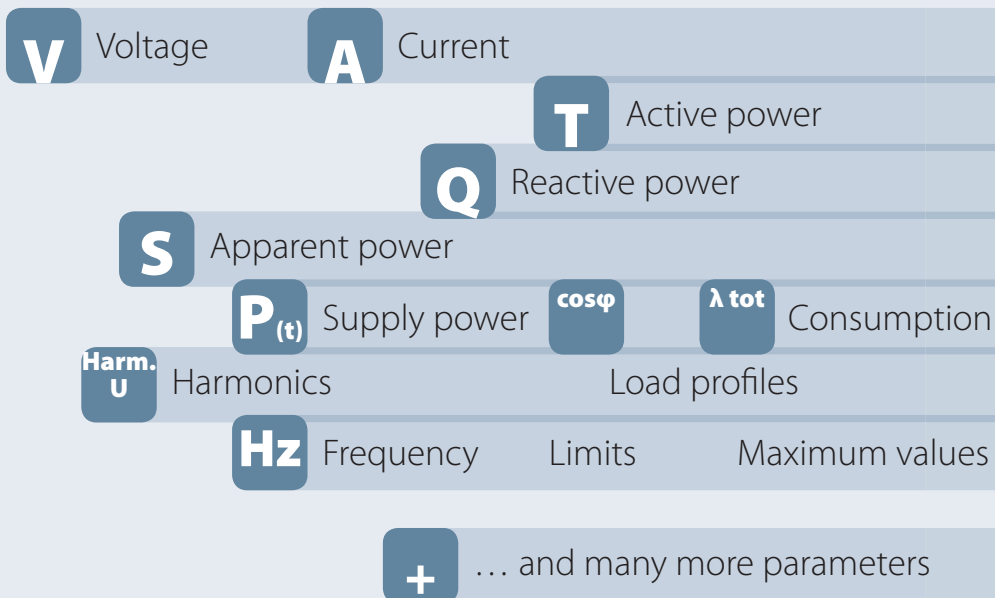 V Voltage A Current
T Active power
Q Reactive power
S Apparent power
P(t) Supply power cosφ λ tot Consumption
Harm.
U Harmonics Load profiles
Hz Frequency Limits Maximum values
+ … and many more parameters